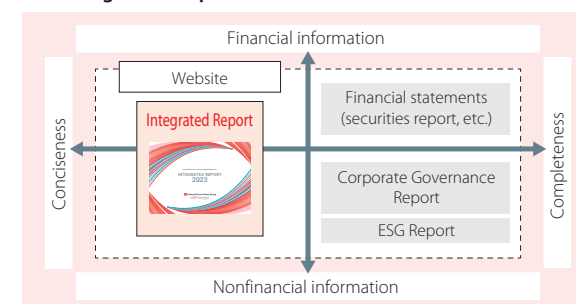 Financial information
Website
Conciseness
Integrated Report
INTEGRATED REPORT
2023
Financial statements
(securities report, etc.)
Corporate Governance
Report
ESG Report
Completeness
Nonfinancial information